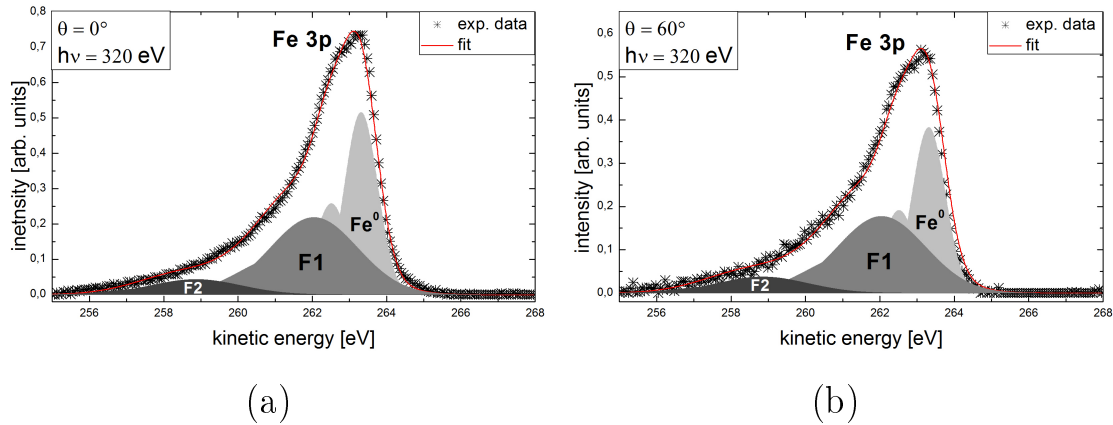 θ = 0°
hν = 320 eV
Fe 3p
exp. data
fit
inetnsity [arb. units]
0,8
0,7
0,6
0,5
0,4
0,3
0,2
0,1
0,0
Fe⁰
F1
F2
256 258 260 262 264 266 268
kinetic energy [eV]
(a)
θ = 60°
hν = 320 eV
Fe 3p
exp. data
fit
intensity [arb. units]
0,6
0,5
0,4
0,3
0,2
0,1
0,0
Fe⁰
F1
F2
256 258 260 262 264 266 268
kinetic energy [eV]
(b)